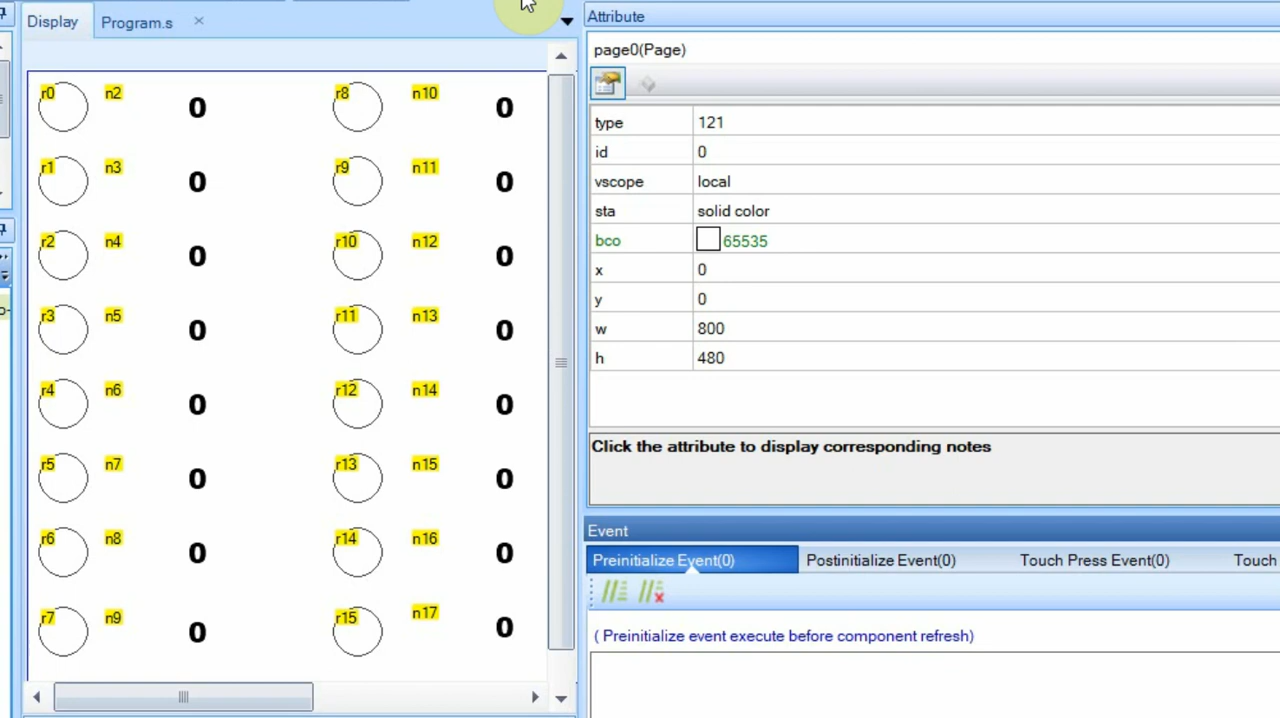 Display
Program.s
r0 n2 0 r8 n10 0
r1 n3 0 r9 n11 0
r2 n4 0 r10 n12 0
r3 n5 0 r11 n13 0
r4 n6 0 r12 n14 0
r5 n7 0 r13 n15 0
r6 n8 0 r14 n16 0
r7 n9 0 r15 n17 0
Attribute
page0(Page)
type 121
id 0
vscope local
sta solid color
bco 65535
x 0
y 0
w 800
h 480
Click the attribute to display corresponding notes
Event
Preinitialize Event(0) Postinitialize Event(0) Touch Press Event(0) Touch
( Preinitialize event execute before component refresh)